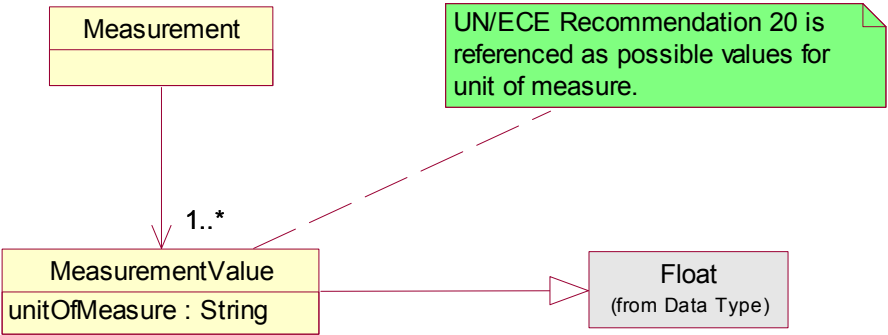 Measurement
UN/ECE Recommendation 20 is
referenced as possible values for
unit of measure.
1..*
MeasurementValue
unitOfMeasure : String
Float
(from Data Type)